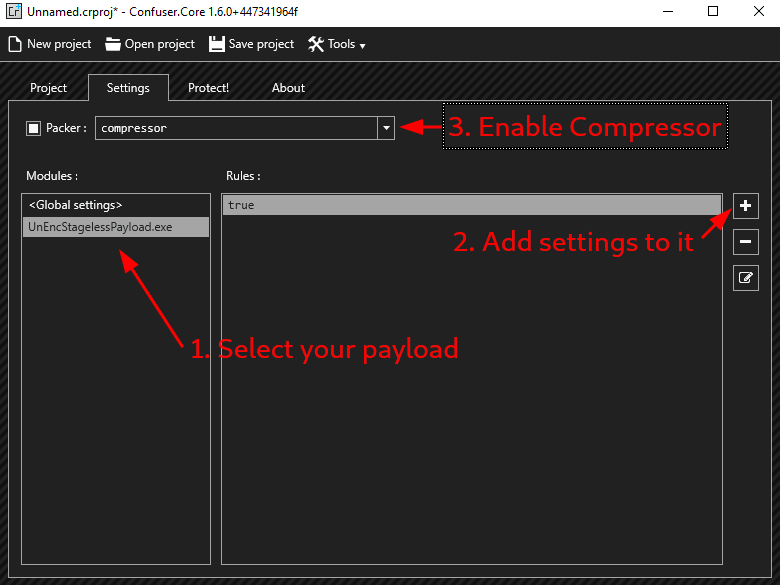 Unnamed.crproj* - Confuser.Core 1.6.0+447341964f
New project Open project Save project Tools
Project Settings Protect! About
Packer : compressor 3. Enable Compressor
Modules : Rules :
<Global settings> true
UnEncStagelessPayload.exe
2. Add settings to it
1. Select your payload